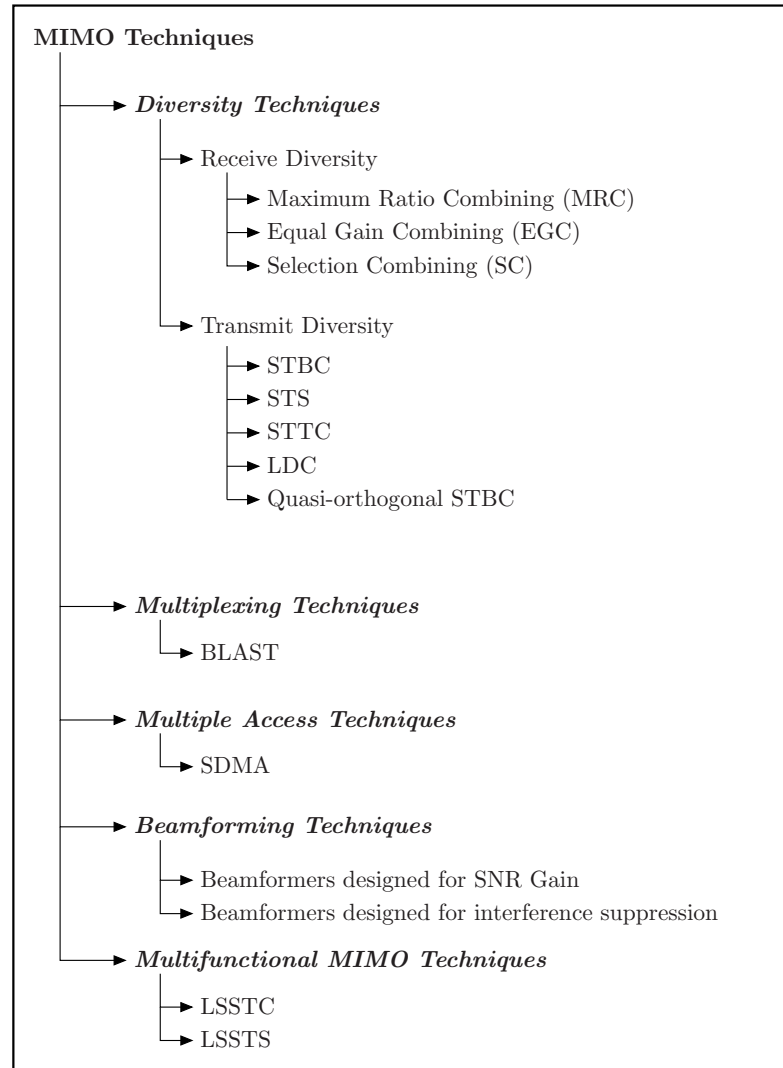 MIMO Techniques
Diversity Techniques
Receive Diversity
Maximum Ratio Combining (MRC)
Equal Gain Combining (EGC)
Selection Combining (SC)
Transmit Diversity
STBC
STS
STTC
LDC
Quasi-orthogonal STBC
Multiplexing Techniques
BLAST
Multiple Access Techniques
SDMA
Beamforming Techniques
Beamformers designed for SNR Gain
Beamformers designed for interference suppression
Multifunctional MIMO Techniques
LSSTC
LSSTS